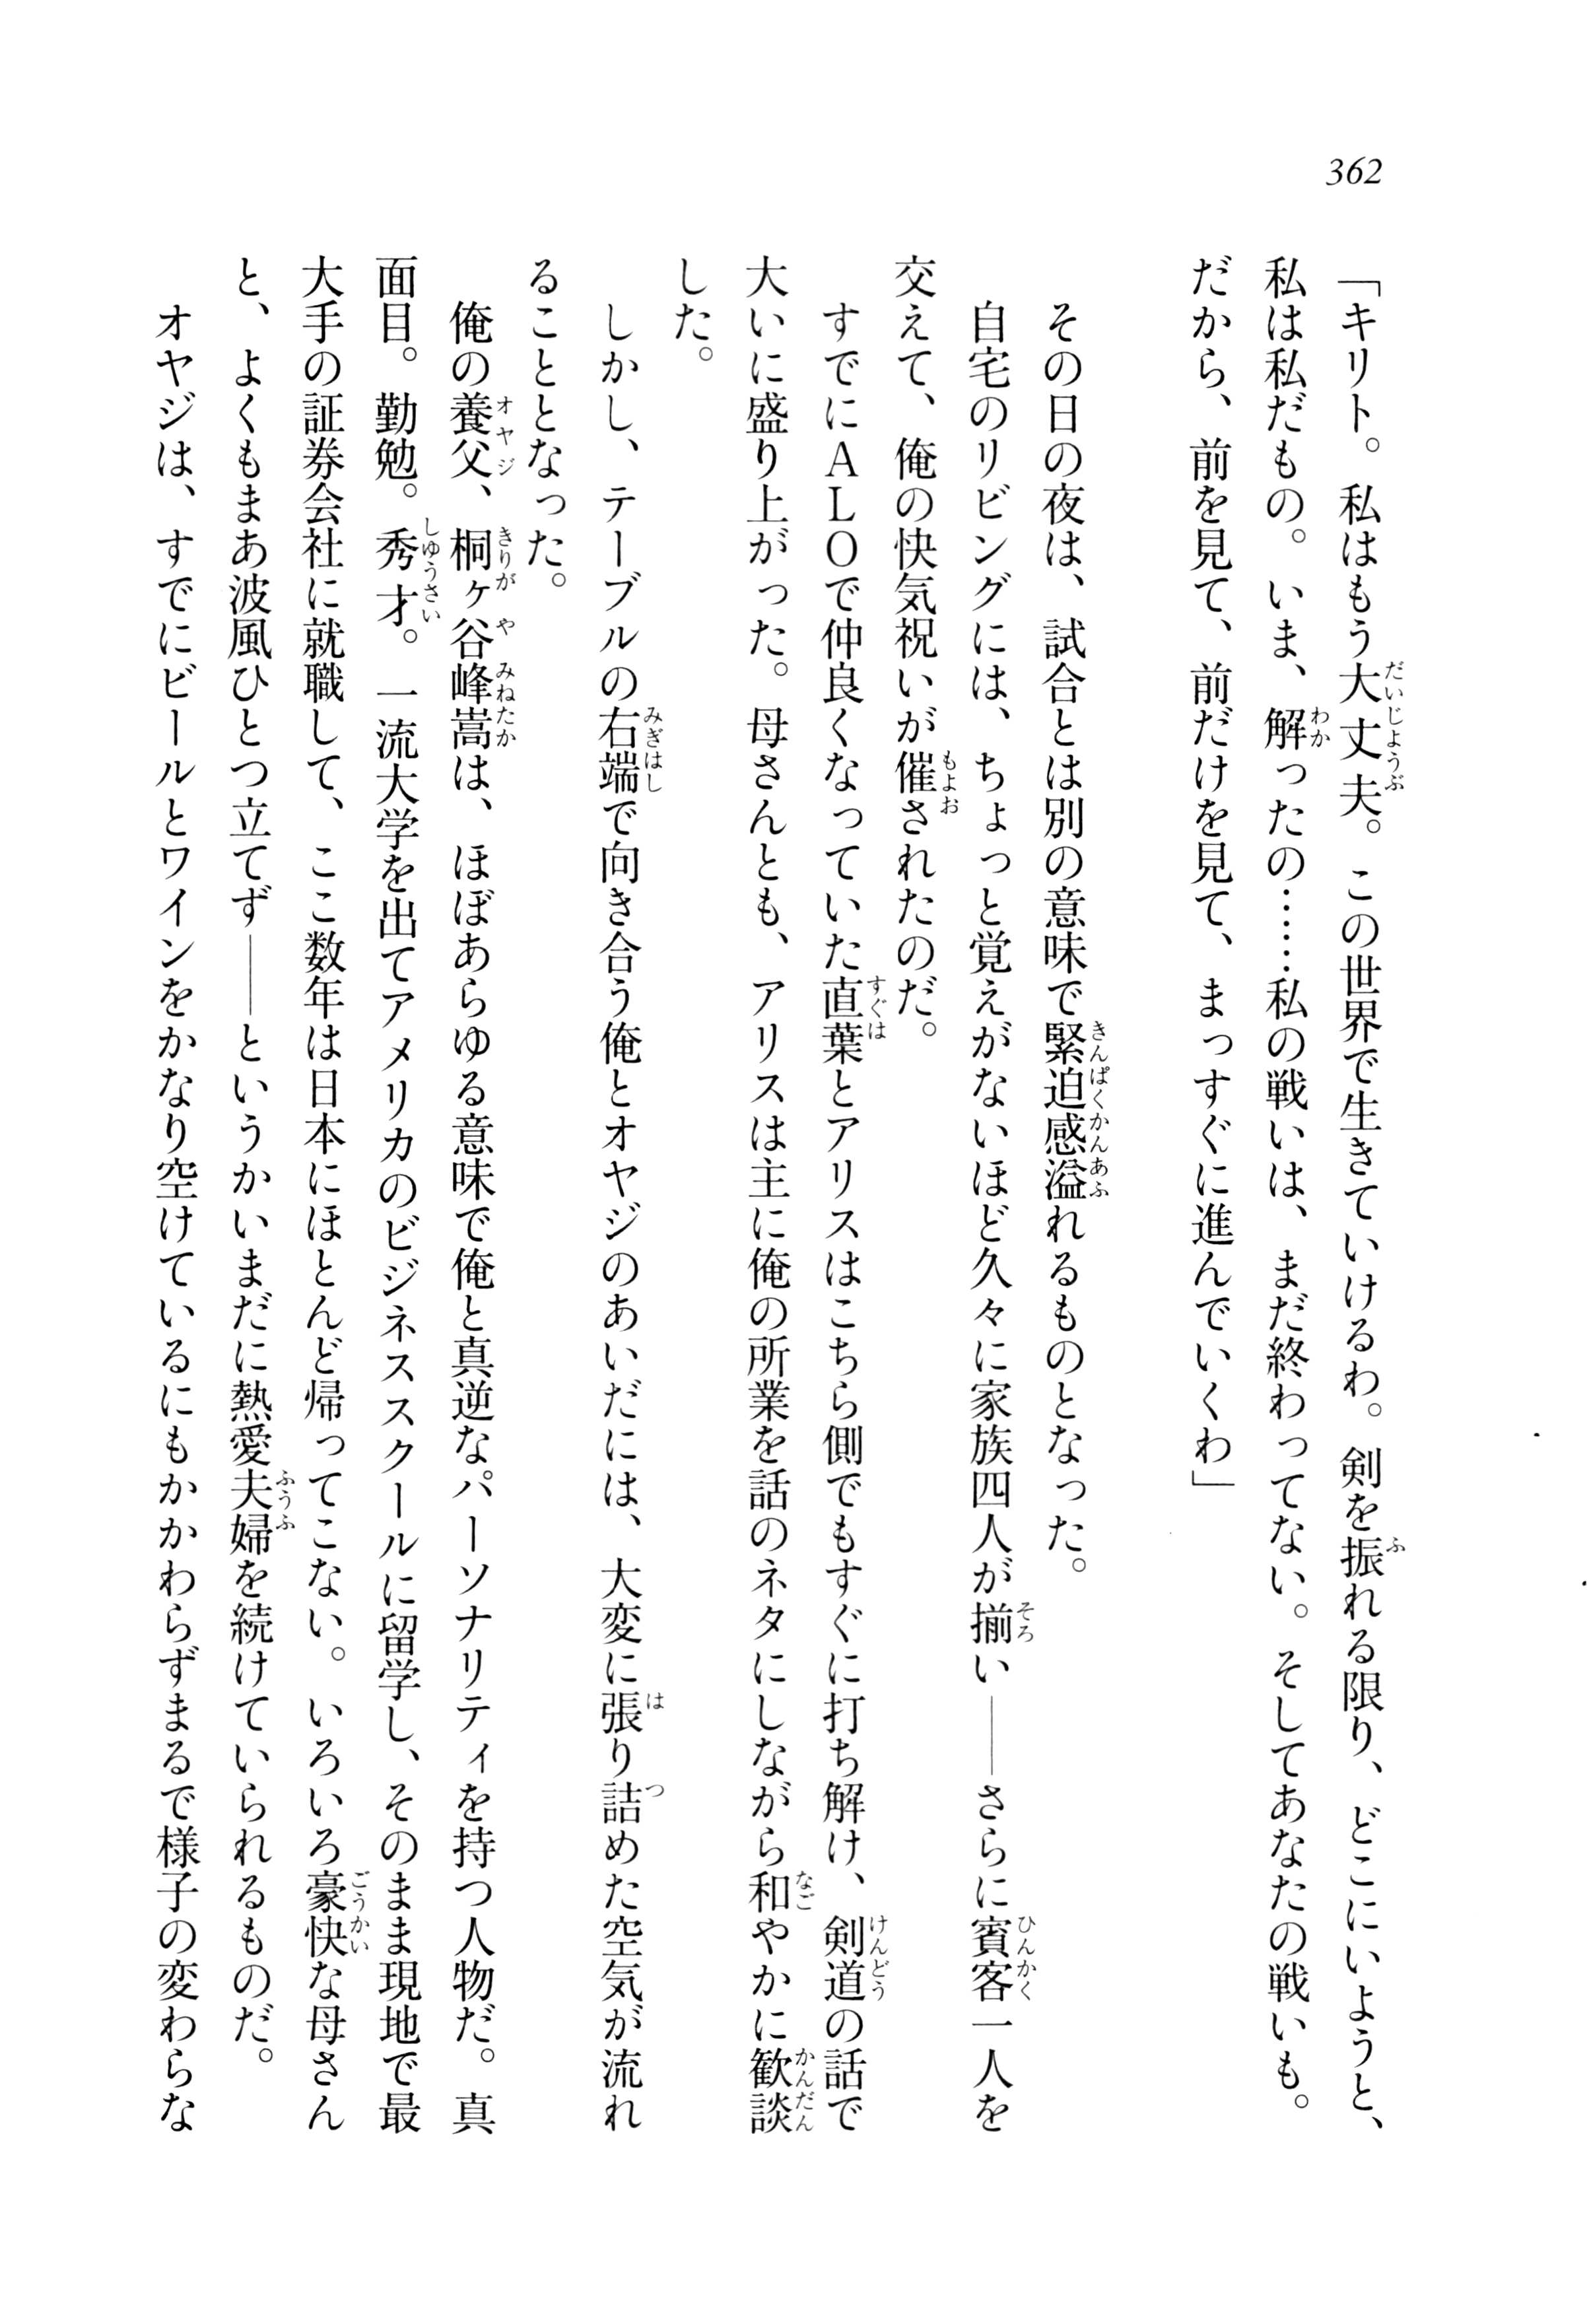 362
「キリト。私はもう大丈夫。この世界で生きていけるわ。剣を振れる限り、どこにいようと、
私は私だもの。いま、解ったの……私の戦いは、まだ終わってない。そしてあなたの戦いも。
だから、前を見て、前だけを見て、まっすぐに進んでいくわ」
その日の夜は、試合とは別の意味で緊迫感溢れるものとなった。
自宅のリビングには、ちょっと覚えがないほど久々に家族四人が揃い――さらに賓客一人を
交えて、俺の快気祝いが催されたのだ。
すでにＡＬＯで仲良くなっていた直葉とアリスはこちら側でもすぐに打ち解け、剣道の話で
大いに盛り上がった。母さんとも、アリスは主に俺の所業を話のネタにしながら和やかに歓談
した。
しかし、テーブルの右端で向き合う俺とオヤジのあいだには、大変に張り詰めた空気が流れ
ることとなった。
俺の養父、桐ヶ谷峰嵩は、ほぼあらゆる意味で俺と真逆なパーソナリティを持つ人物だ。真
面目。勤勉。秀才。一流大学を出てアメリカのビジネススクールに留学し、そのまま現地で最
大手の証券会社に就職して、ここ数年は日本にほとんど帰ってこない。いろいろ豪快な母さん
と、よくもまあ波風ひとつ立てず――というかいまだに熱愛夫婦を続けていられるものだ。
オヤジは、すでにビールとワインをかなり空けているにもかかわらずまるで様子の変わらな